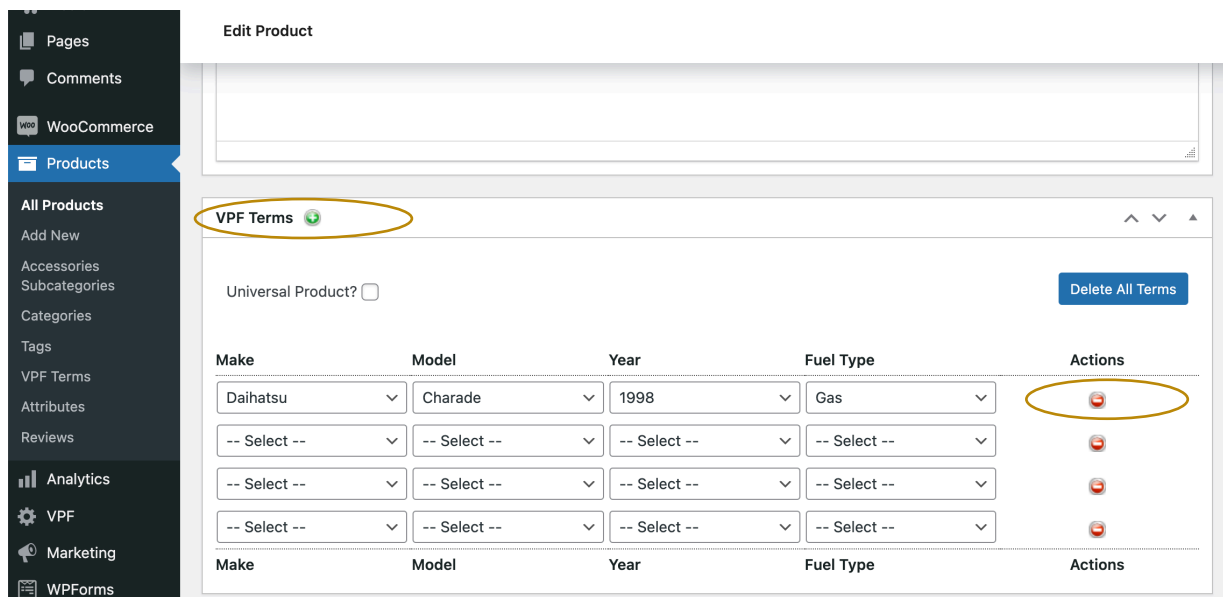 Edit Product
Pages
Comments
Woo WooCommerce
Products
All Products
Add New
Accessories
Subcategories
Categories
Tags
VPF Terms
Attributes
Reviews
Analytics
VPF
Marketing
WPForms
VPF Terms
Universal Product?
Delete All Terms
Make Model Year Fuel Type Actions
Daihatsu Charade 1998 Gas
-- Select -- -- Select -- -- Select -- -- Select --
-- Select -- -- Select -- -- Select -- -- Select --
-- Select -- -- Select -- -- Select -- -- Select --
Make Model Year Fuel Type Actions